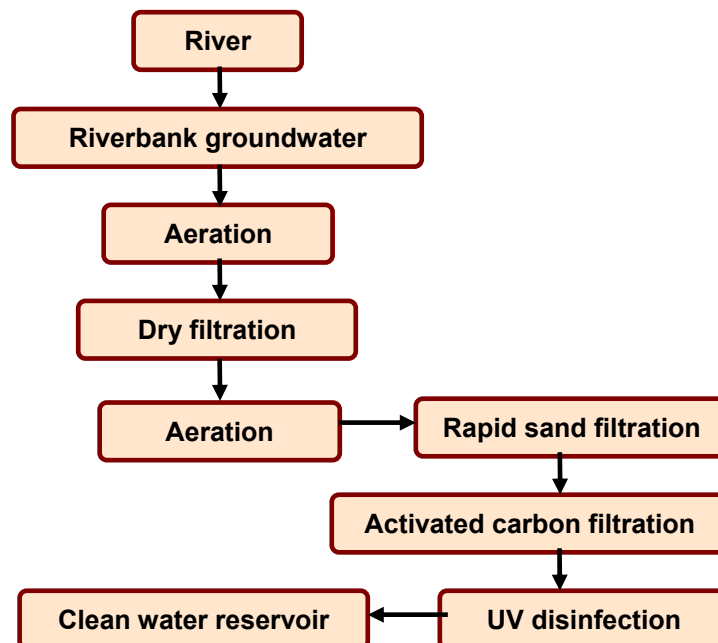 River
Riverbank groundwater
Aeration
Dry filtration
Aeration
Rapid sand filtration
Activated carbon filtration
UV disinfection
Clean water reservoir